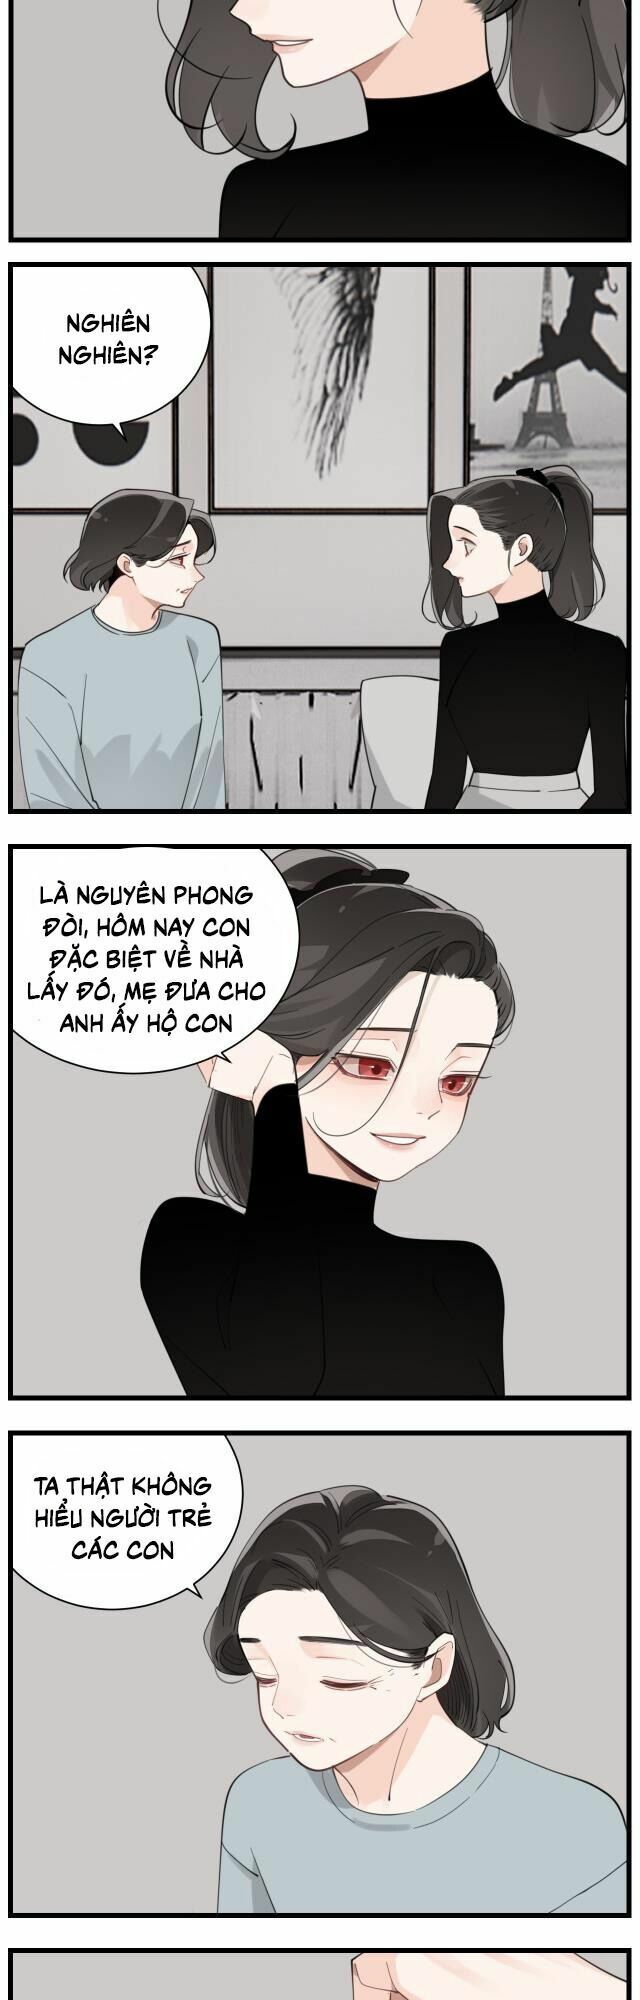 NGHIÊN
NGHIÊN?
LÀ NGUYÊN PHONG
ĐÒI, HÔM NAY CON
ĐẶC BIỆT VỀ NHÀ
LẤY ĐÓ, MẸ ĐƯA CHO
ANH ẤY HỘ CON
TA THẬT KHÔNG
HIỂU NGƯỜI TRẺ
CÁC CON